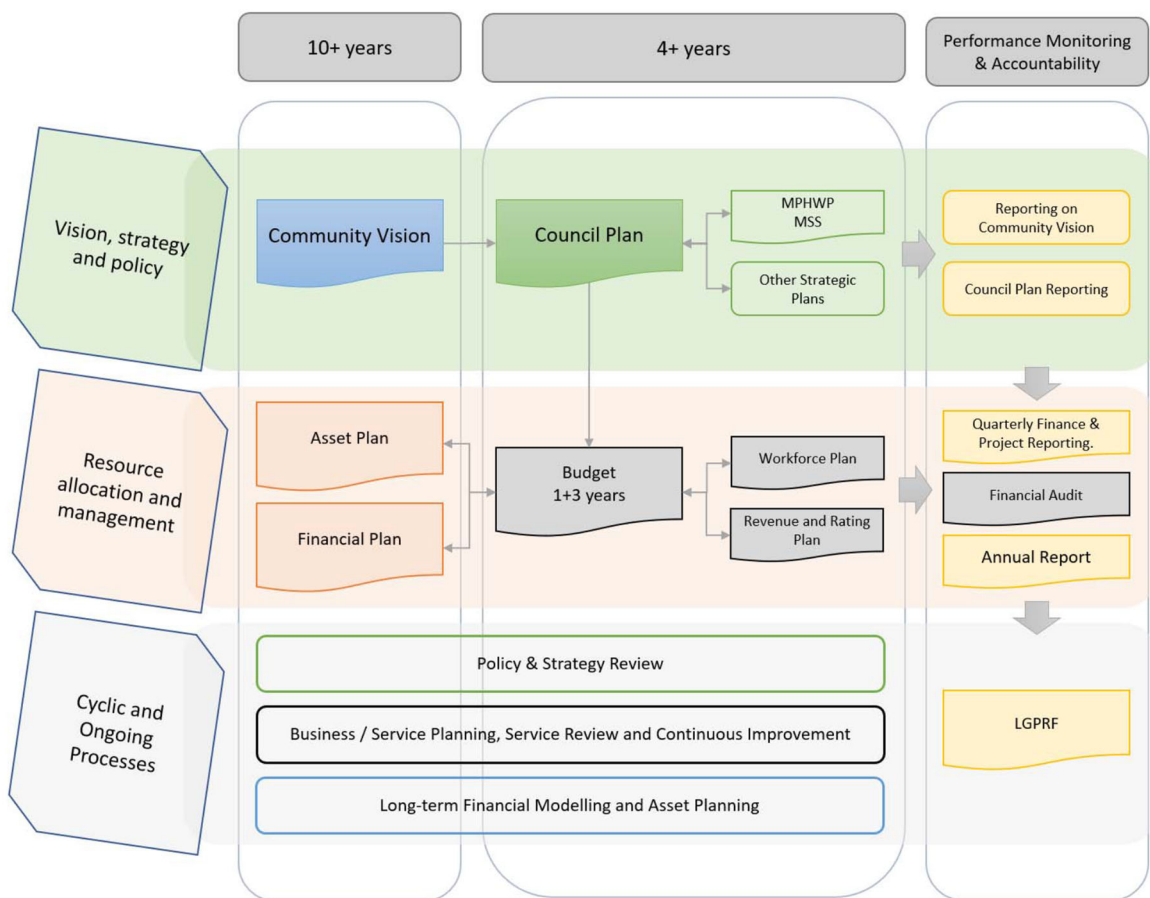 10+ years
4+ years
Performance Monitoring
& Accountability
Vision, strategy
and policy
Community Vision
Council Plan
MPHWP
MSS
Other Strategic
Plans
Reporting on
Community Vision
Council Plan Reporting
Resource
allocation and
management
Asset Plan
Financial Plan
Budget
1+3 years
Workforce Plan
Revenue and Rating
Plan
Quarterly Finance &
Project Reporting.
Financial Audit
Annual Report
Cyclic and
Ongoing
Processes
Policy & Strategy Review
Business / Service Planning, Service Review and Continuous Improvement
Long-term Financial Modelling and Asset Planning
LGPRF